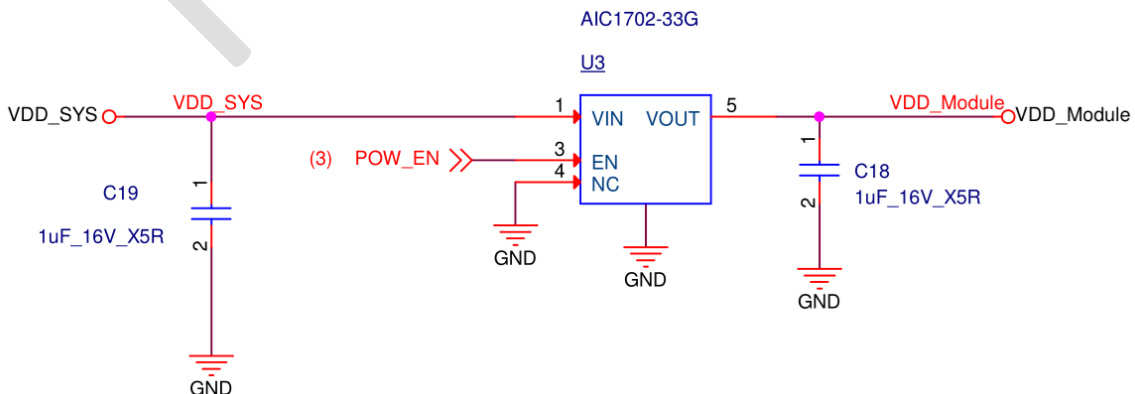 AIC1702-33G
U3
VDD_SYS
VDD_SYS
1
VIN
VOUT
5
VDD_Module
VDD_Module
(3)
POW_EN
3
EN
4
NC
C19
1
1uF_16V_X5R
2
GND
GND
GND
1
C18
1uF_16V_X5R
2
GND